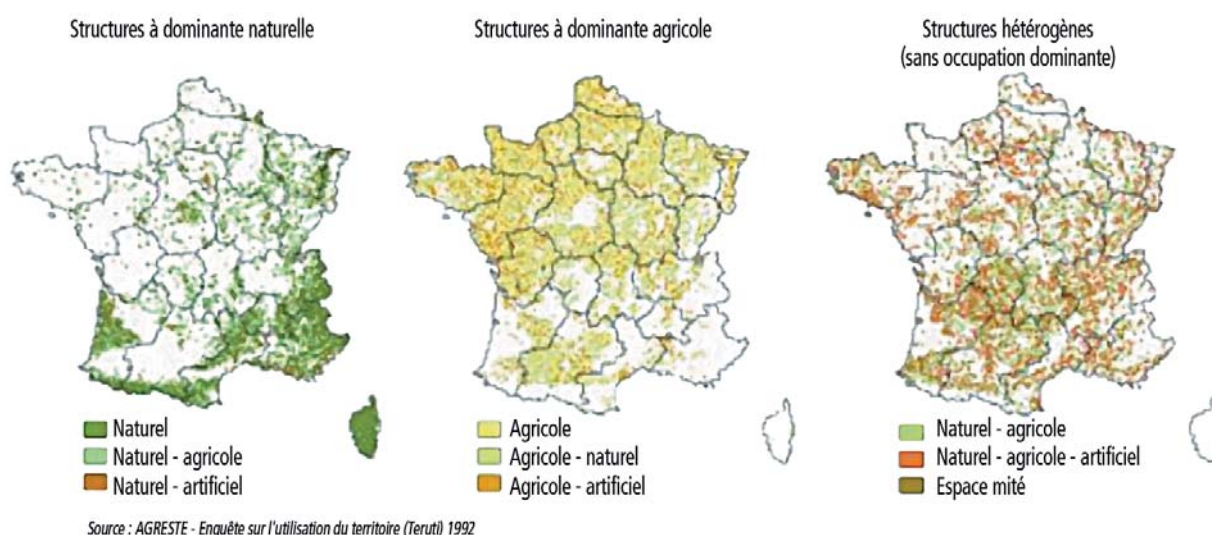 Structures à dominante naturelle
Structures à dominante agricole
Structures hétérogènes
(sans occupation dominante)
Naturel
Naturel - agricole
Naturel - artificiel
Agricole
Agricole - naturel
Agricole - artificiel
Naturel - agricole
Naturel - agricole - artificiel
Espace mité
Source : AGRESTE - Enquête sur l'utilisation du territoire (Teruti) 1992